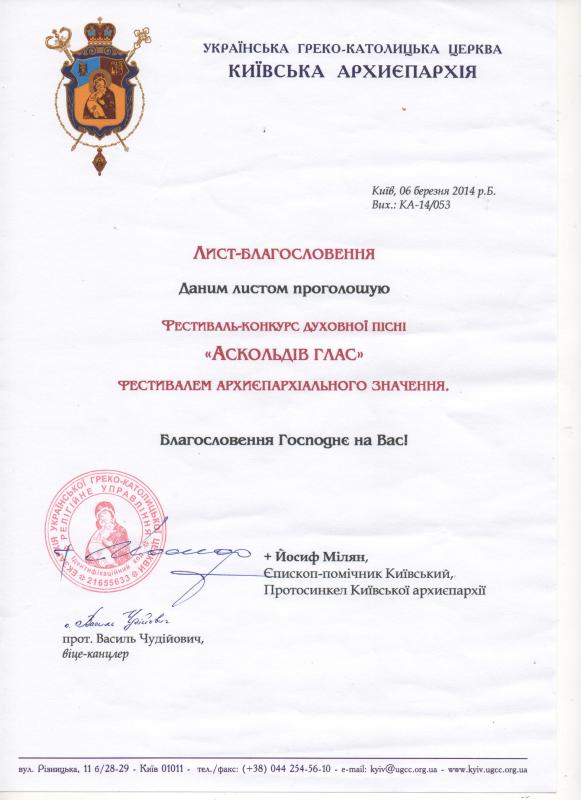 УКРАЇНСЬКА ГРЕКО-КАТОЛИЦЬКА ЦЕРКВА
КИЇВСЬКА АРХИЄПАРХІЯ
Київ, 06 березня 2014 р.Б.
Вих.: КА-14/053
Лист-благословення
Даним листом проголошую
Фестиваль-конкурс духовної пісні
«Аскольдів глас»
фестивалем архиєпархіального значення.
Благословення Господнє на Вас!
УКРАЇНСЬКОЇ ГРЕКО-КАТОЛИЦЬКОЇ
РЕЛІГІЙНЕ УПРАВЛІННЯ
Ідентифікаційний код
21655633
+ Йосиф Мілян,
Єпископ-помічник Київський,
Протосинкел Київської архиєпархії
о. Василь Чудійович
прот. Василь Чудійович,
віце-канцлер
вул. Різницька, 11 б/28-29 - Київ 01011 - тел./факс: (+38) 044 254-56-10 - e-mail: kyiv@ugcc.org.ua - www.kyiv.ugcc.org.ua